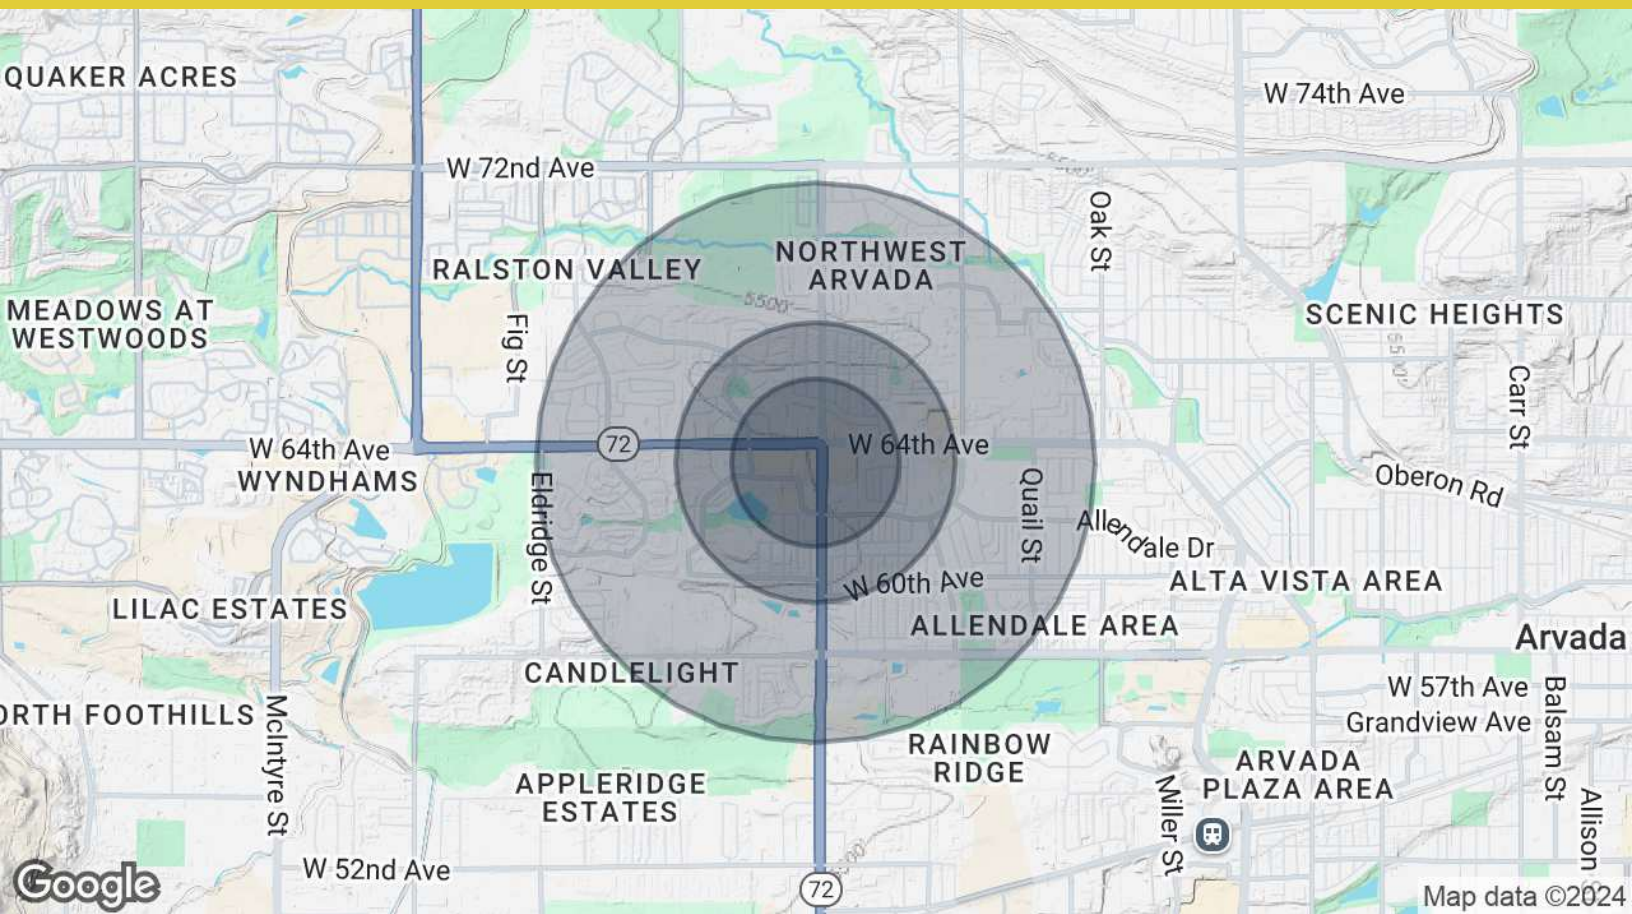 QUAKER ACRES
W 74th Ave
W 72nd Ave
Oak St
NORTHWEST
ARVADA
RALSTON VALLEY
5500
MEADOWS AT
WESTWOODS
Fig St
SCENIC HEIGHTS
5500
Carr St
W 64th Ave
72
W 64th Ave
WYNDHAMS
Eldridge St
Quail St
Oberon Rd
Allendale Dr
W 60th Ave
ALTA VISTA AREA
LILAC ESTATES
ALLENDALE AREA
Arvada
CANDLELIGHT
W 57th Ave
Balsam St
ORTH FOOTHILLS
McIntyre St
Grandview Ave
RAINBOW
RIDGE
ARVADA
PLAZA AREA
APPLERIDGE
ESTATES
Miller St
Allison
W 52nd Ave
72
Google
Map data ©2024